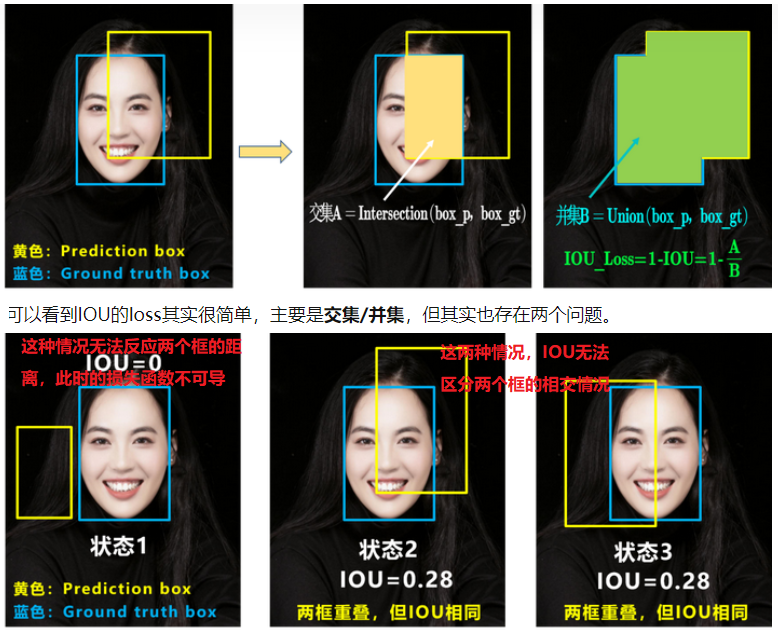 黄色：Prediction box
蓝色：Ground truth box
交集A＝Intersection(box_p, box_gt)
并集B＝Union(box_p, box_gt)
IOU_Loss=1-IOU=1-A/B
可以看到IOU的loss其实很简单，主要是交集/并集，但其实也存在两个问题。
这种情况无法反应两个框的距
IOU=0
离，此时的损失函数不可导
状态1
黄色：Prediction box
蓝色：Ground truth box
这两种情况，IOU无法
区分两个框的相交情况
状态2
IOU=0.28
两框重叠，但IOU相同
状态3
IOU=0.28
两框重叠，但IOU相同